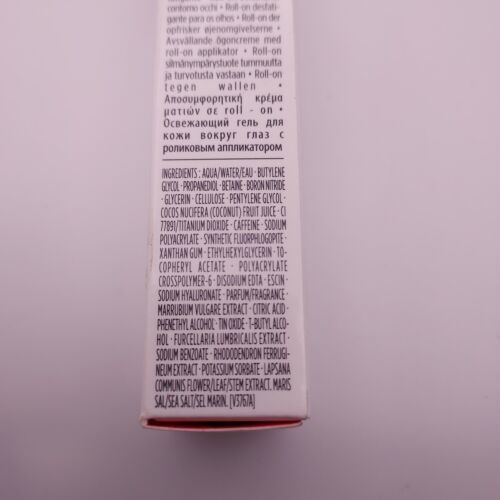 contorno occhi • Roll-on desfati-
gante para os olhos • Roll-on der
opfrisker øjenomgivelserne •
Avsvällande ögoncreme med
roll-on applikator • Roll-on
silmänympärystuote tummuutta
ja turvotusta vastaan • Roll-on
tegen wallen •
Αποσυμφορητική κρέμα
ματιών σε roll - on •
Освежающий гель для
кожи вокруг глаз с
роликовым аппликатором
INGREDIENTS : AQUA/WATER/EAU · BUTYLENE
GLYCOL · PROPANEDIOL · BETAINE · BORON NITRIDE
· GLYCERIN · CELLULOSE · PENTYLENE GLYCOL ·
COCOS NUCIFERA (COCONUT) FRUIT JUICE · CI
77891/TITANIUM DIOXIDE · CAFFEINE · SODIUM
POLYACRYLATE · SYNTHETIC FLUORPHLOGOPITE ·
XANTHAN GUM · ETHYLHEXYLGLYCERIN · TO-
COPHERYL ACETATE · POLYACRYLATE
CROSSPOLYMER-6 · DISODIUM EDTA · ESCIN ·
SODIUM HYALURONATE · PARFUM/FRAGRANCE ·
MARRUBIUM VULGARE EXTRACT · CITRIC ACID ·
PHENETHYL ALCOHOL · TIN OXIDE · T-BUTYL ALCO-
HOL · FURCELLARIA LUMBRICALIS EXTRACT ·
SODIUM BENZOATE · RHODODENDRON FERRUGI-
NEUM EXTRACT · POTASSIUM SORBATE · LAPSANA
COMMUNIS FLOWER/LEAF/STEM EXTRACT. MARIS
SAL/SEA SALT/SEL MARIN. [V3767A]